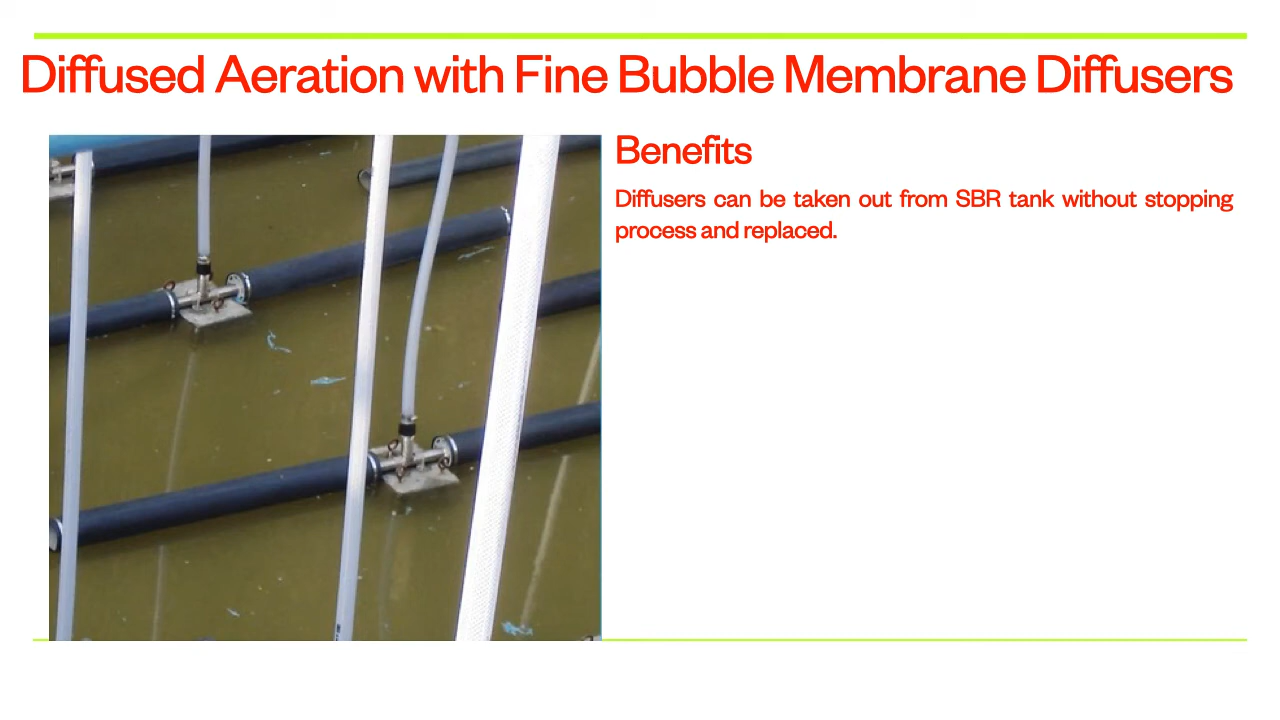 Diffused Aeration with Fine Bubble Membrane Diffusers
Benefits
Diffusers can be taken out from SBR tank without stopping
process and replaced.